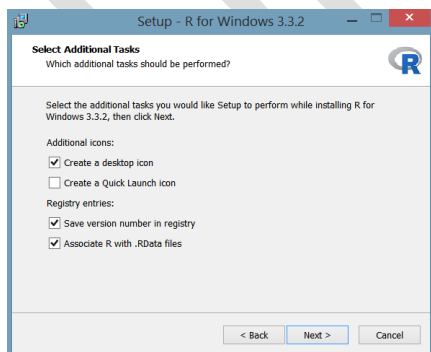 Setup - R for Windows 3.3.2
Select Additional Tasks
Which additional tasks should be performed?
R
Select the additional tasks you would like Setup to perform while installing R for
Windows 3.3.2, then click Next.
Additional icons:
Create a desktop icon
Create a Quick Launch icon
Registry entries:
Save version number in registry
Associate R with .RData files
< Back
Next >
Cancel